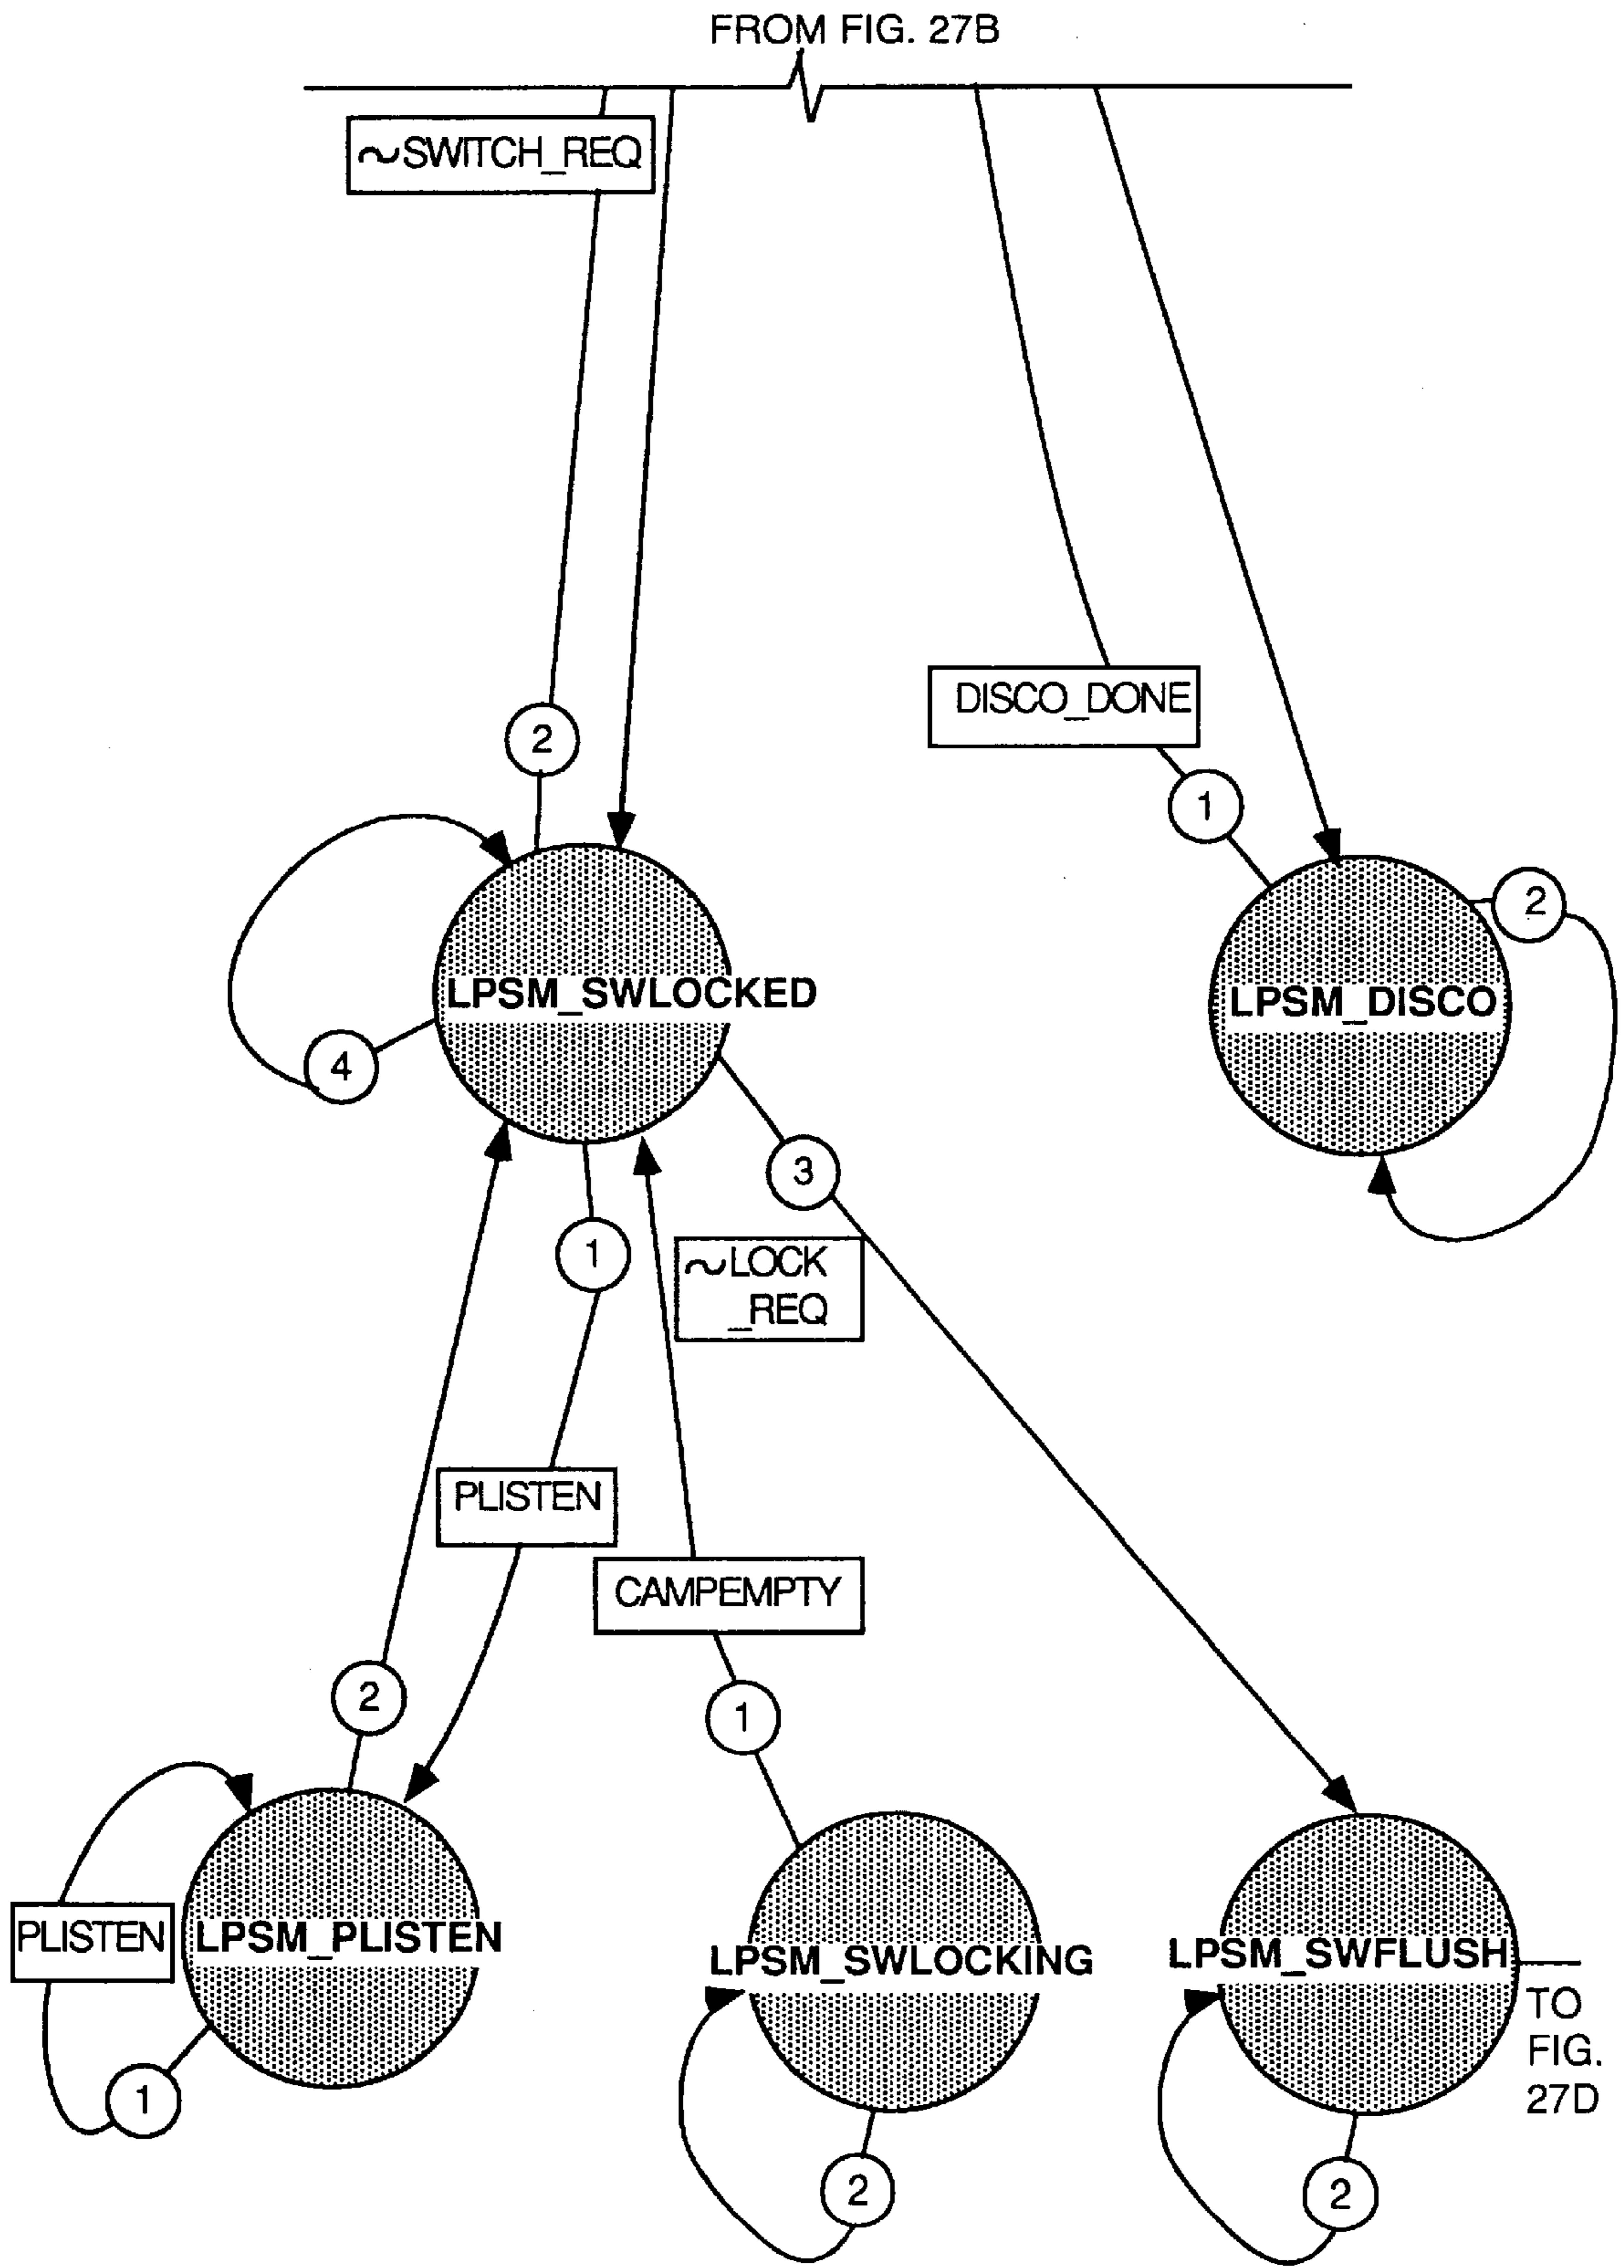 FROM FIG. 27B
~SWITCH_REQ
DISCO_DONE
2
1
2
LPSM_SWLOCKED
LPSM_DISCO
4
3
1
~LOCK
_REQ
PLISTEN
CAMPEMPTY
2
1
PLISTEN
LPSM_PLISTEN
LPSM_SWLOCKING
LPSM_SWFLUSH
TO
FIG.
27D
1
2
2